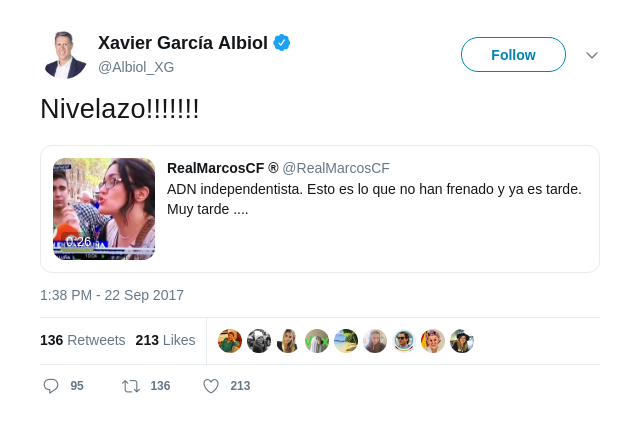 Xavier García Albiol
@Albiol_XG
Follow
Nivelazo!!!!!!!
RealMarcosCF ® @RealMarcosCF
ADN independentista. Esto es lo que no han frenado y ya es tarde.
Muy tarde ....
0:26
1:38 PM - 22 Sep 2017
136 Retweets 213 Likes
95 136 213